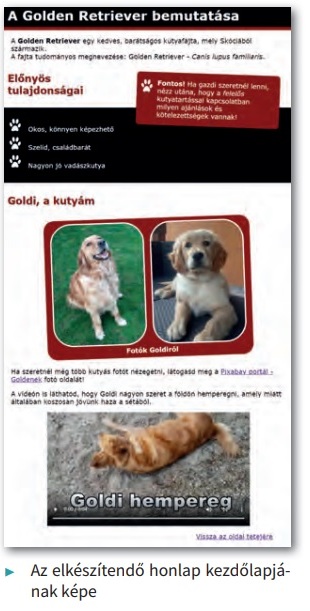 A Golden Retriever bemutatása
A Golden Retriever egy kedves, barátságos kutyafajta, mely Skóciából
származik.
A fajta tudományos megnevezése: Golden Retriever - Canis lupus familiaris.
Előnyös
tulajdonságai
Fontos! Ha gazdi szeretnél lenni,
nézz utána, hogy a felelős
kutyatartással kapcsolatban
milyen ajánlások és
kötelezettségek vannak!
Okos, könnyen képezhető
Szelíd, családbarát
Nagyon jó vadászkutya
Goldi, a kutyám
Fotók Goldiról
Ha szeretnél még több kutyás fotót nézegetni, látogasd meg a Pixabay portál -
Goldenek fotó oldalát!
A videón is láthatod, hogy Goldi nagyon szeret a földön hemperegni, amely miatt
általában koszosan jövünk haza a sétából.
Goldi hempereg
Vissza az oldal tetejére
► Az elkészítendő honlap kezdőlapjá-
nak képe